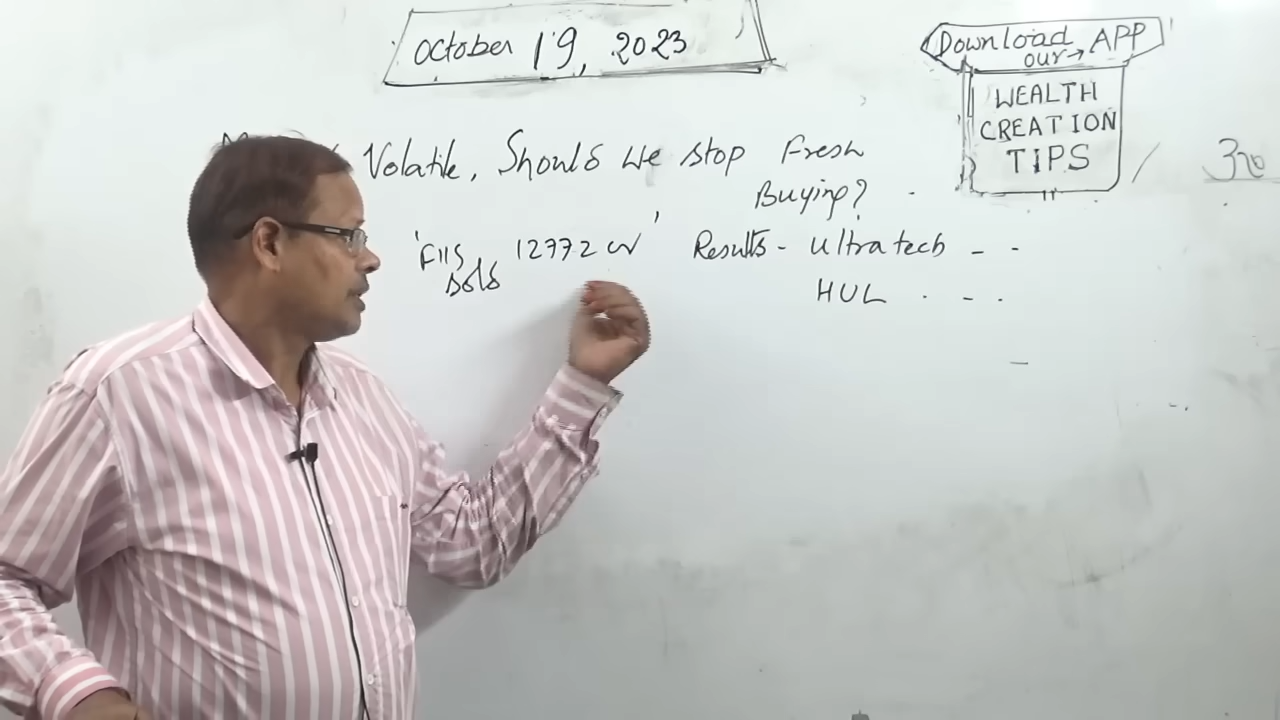 October 19, 2023
Download APP
our→
WEALTH
CREATION
TIPS
Volatile, Should we stop Fresh
Buying?
'FIIS 12772 cr'
sold
Results - Ultratech - -
HUL . - .